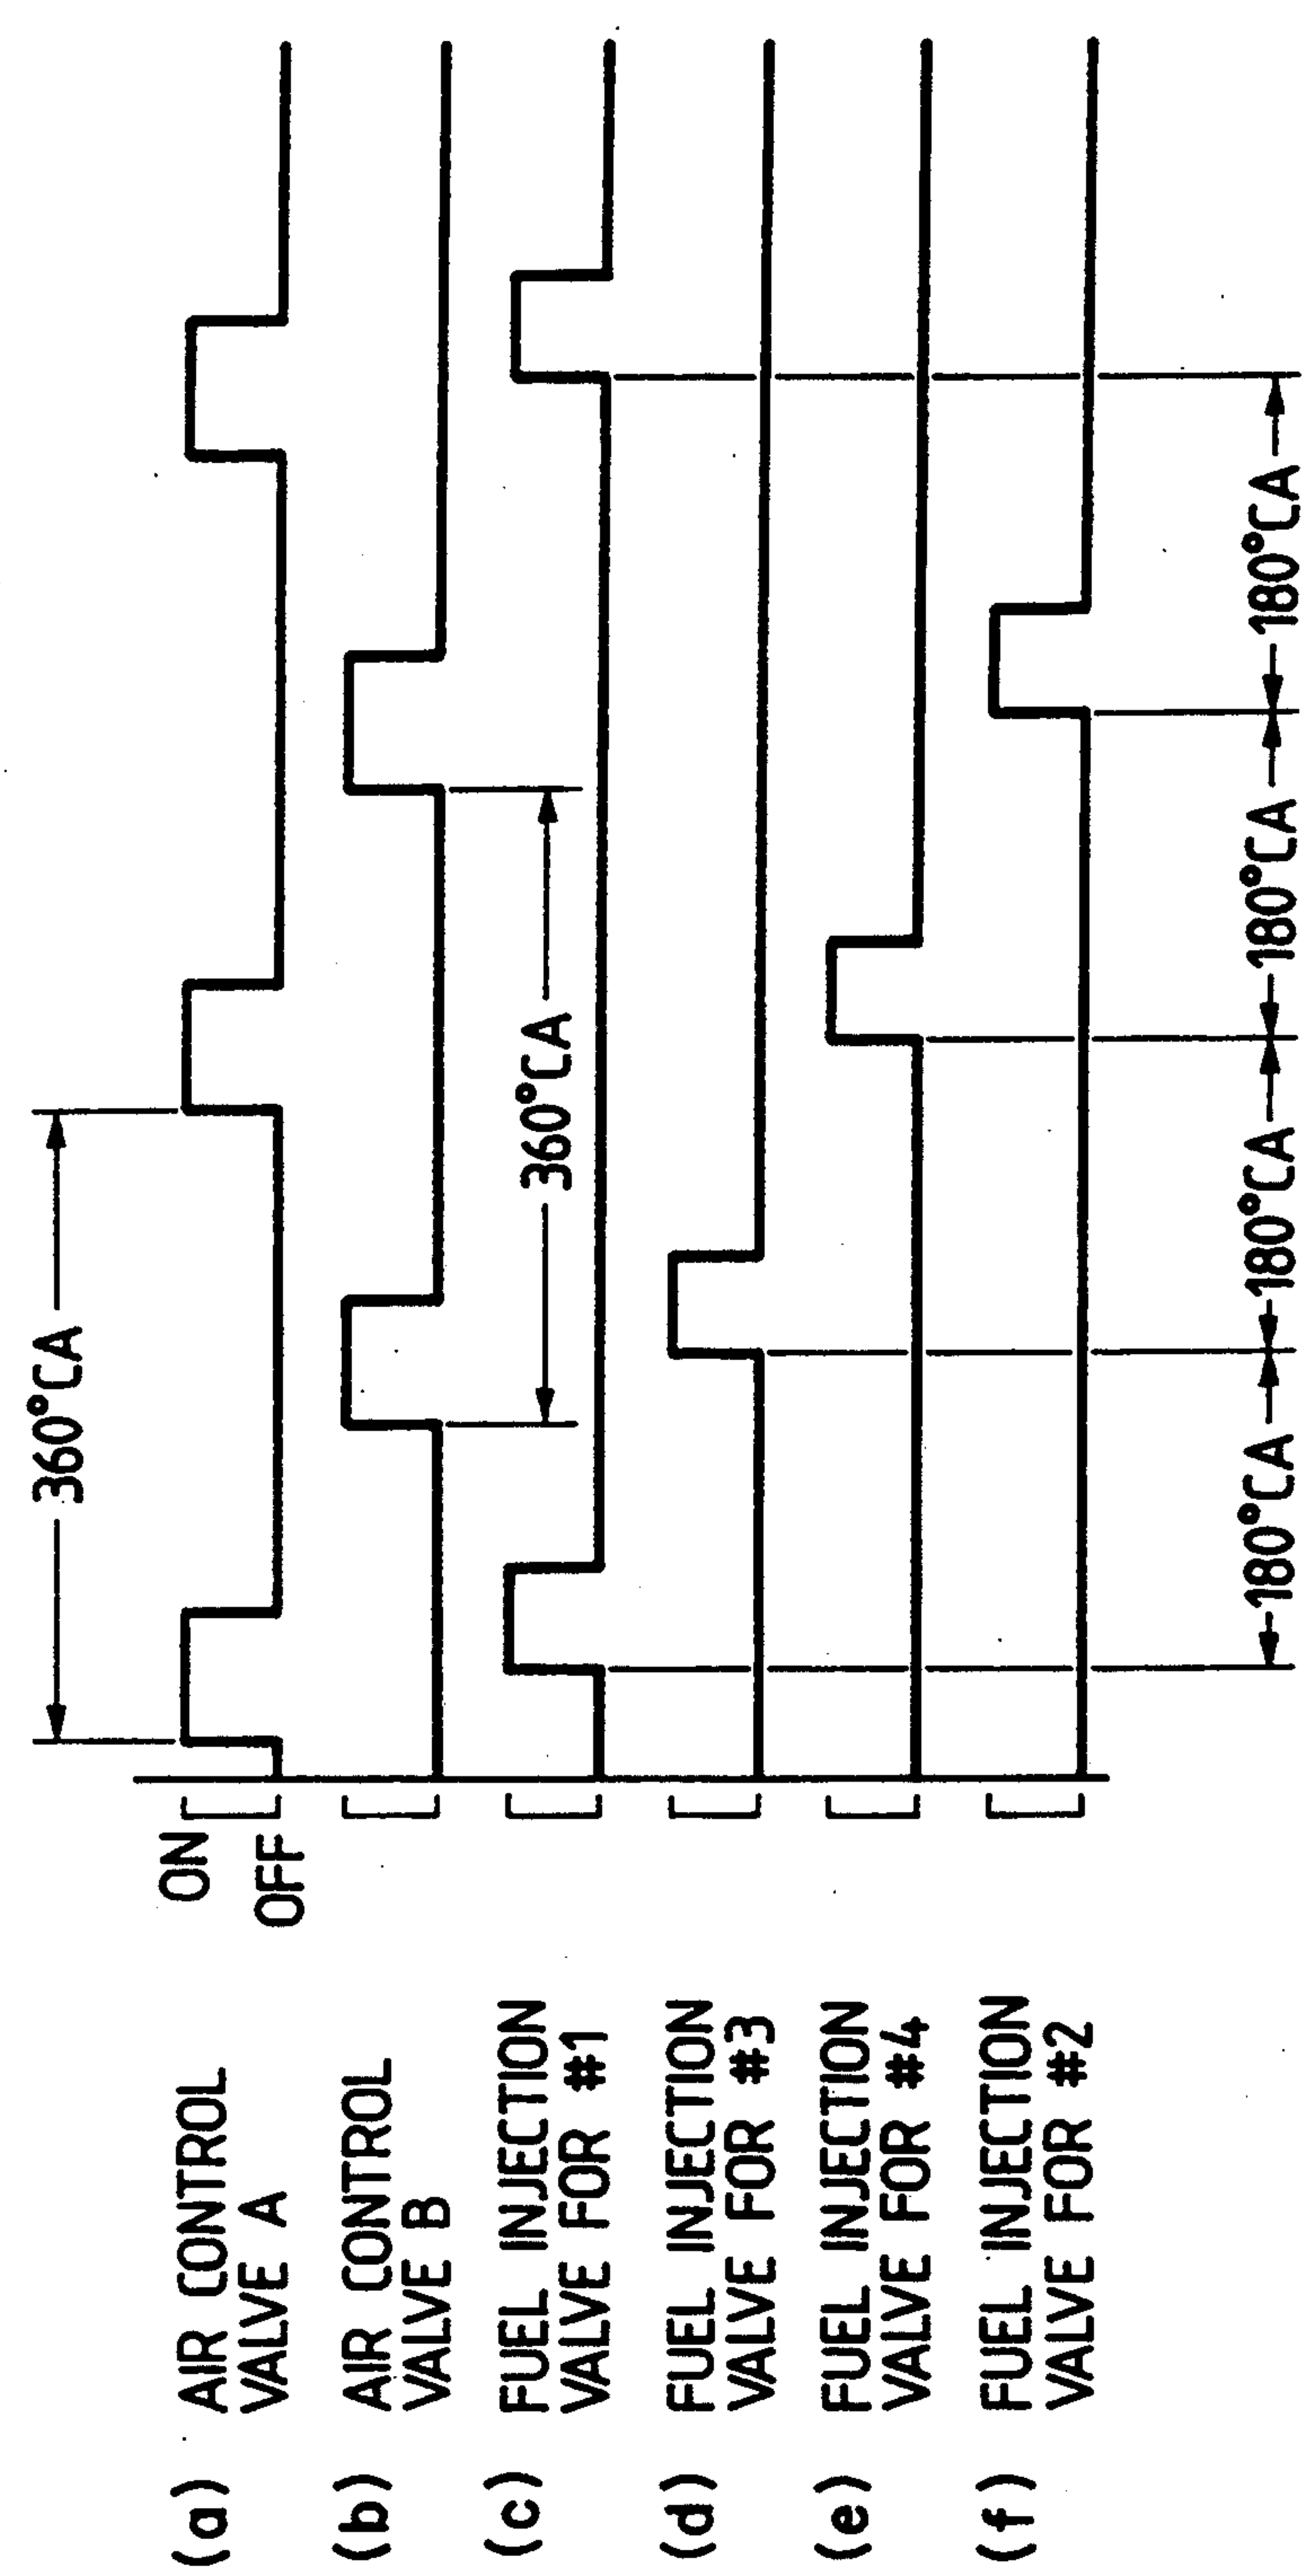 360°CA
ON
OFF
(a) AIR CONTROL
VALVE A
(b) AIR CONTROL
VALVE B
360°CA
(c) FUEL INJECTION
VALVE FOR #1
(d) FUEL INJECTION
VALVE FOR #3
(e) FUEL INJECTION
VALVE FOR #4
(f) FUEL INJECTION
VALVE FOR #2
180°CA 180°CA 180°CA 180°CA